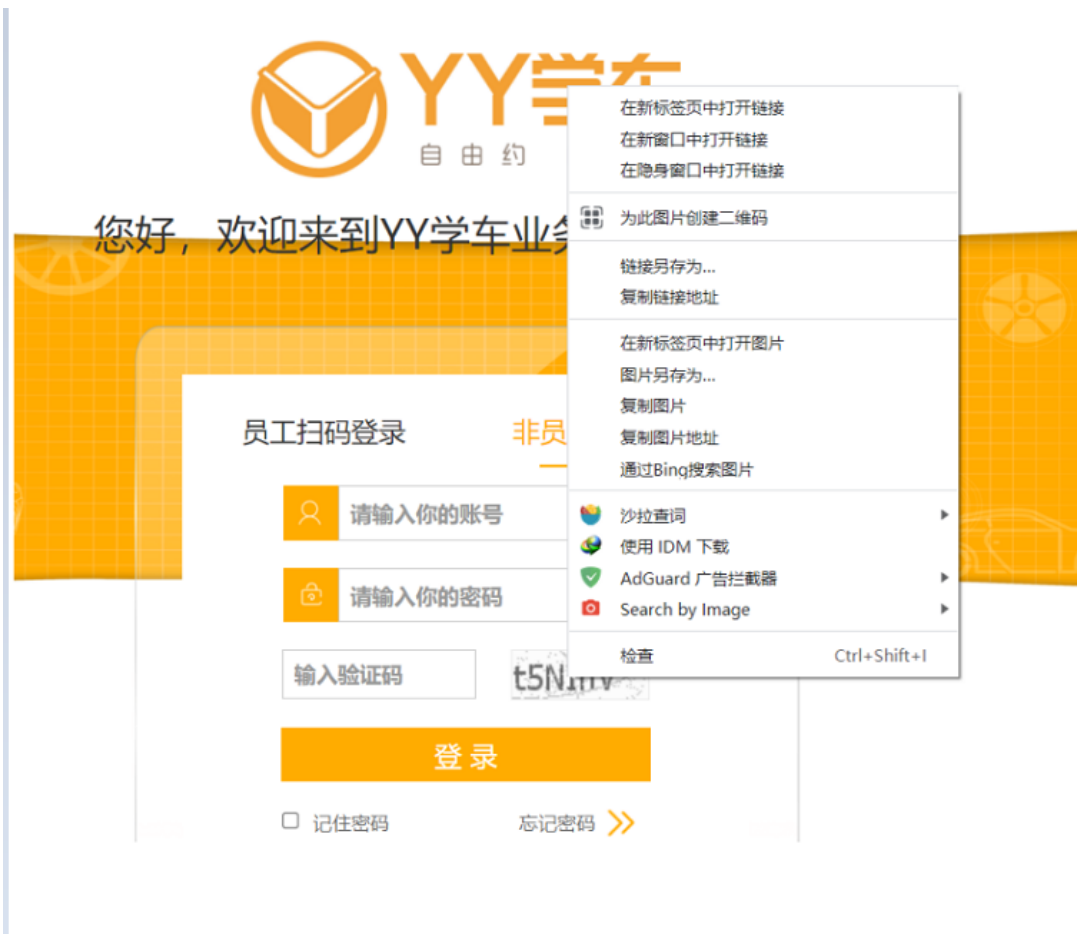 YY学车
自由约
您好，欢迎来到YY学车业务
员工扫码登录
非员
请输入你的账号
请输入你的密码
输入验证码
登 录
记住密码
忘记密码
在新标签页中打开链接
在新窗口中打开链接
在隐身窗口中打开链接
为此图片创建二维码
链接另存为...
复制链接地址
在新标签页中打开图片
图片另存为...
复制图片
复制图片地址
通过Bing搜索图片
沙拉查词
使用 IDM 下载
AdGuard 广告拦截器
Search by Image
检查 Ctrl+Shift+I